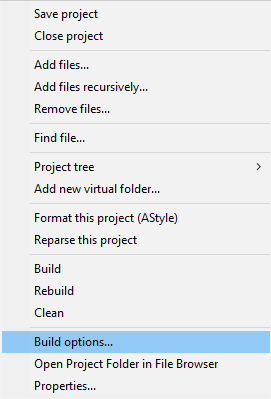 Save project
Close project
Add files...
Add files recursively...
Remove files...
Find file...
Project tree
Add new virtual folder...
Format this project (AStyle)
Reparse this project
Build
Rebuild
Clean
Build options...
Open Project Folder in File Browser
Properties...